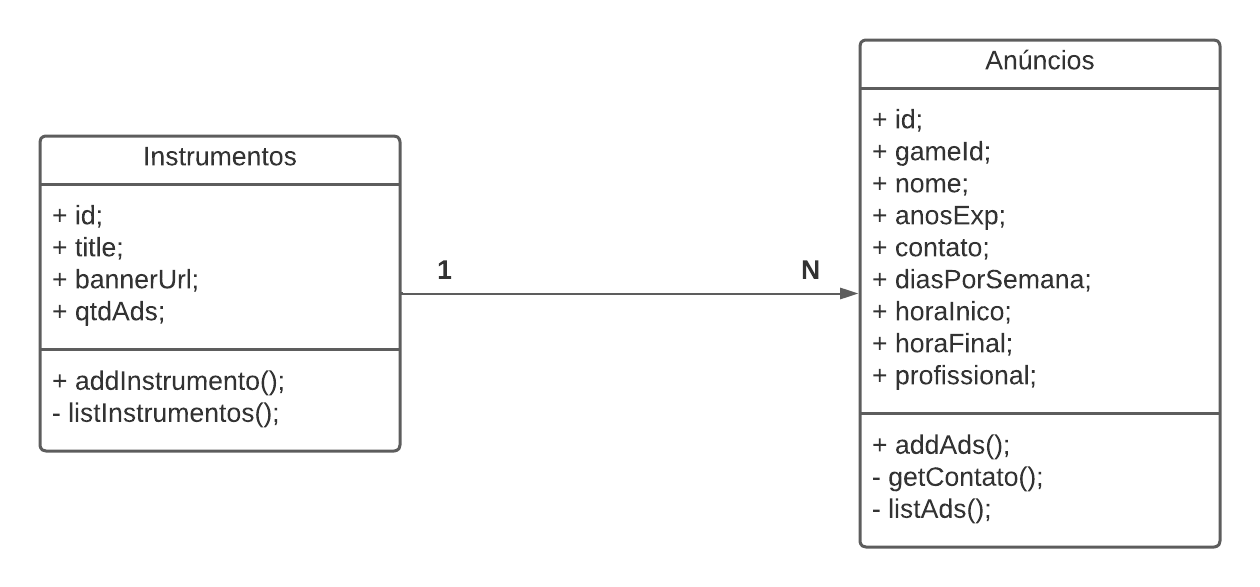 Instrumentos
+ id;
+ title;
+ bannerUrl;
+ qtdAds;
+ addInstrumento();
- listInstrumentos();
1
N
Anúncios
+ id;
+ gameId;
+ nome;
+ anosExp;
+ contato;
+ diasPorSemana;
+ horaInico;
+ horaFinal;
+ profissional;
+ addAds();
- getContato();
- listAds();